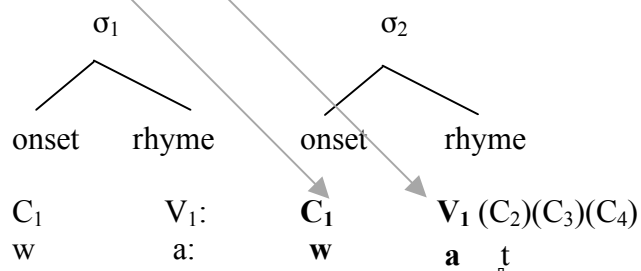 σ₁ σ₂
onset rhyme onset rhyme
C₁ V₁: C₁ V₁ (C₂)(C₃)(C₄)
w a: w a t̪